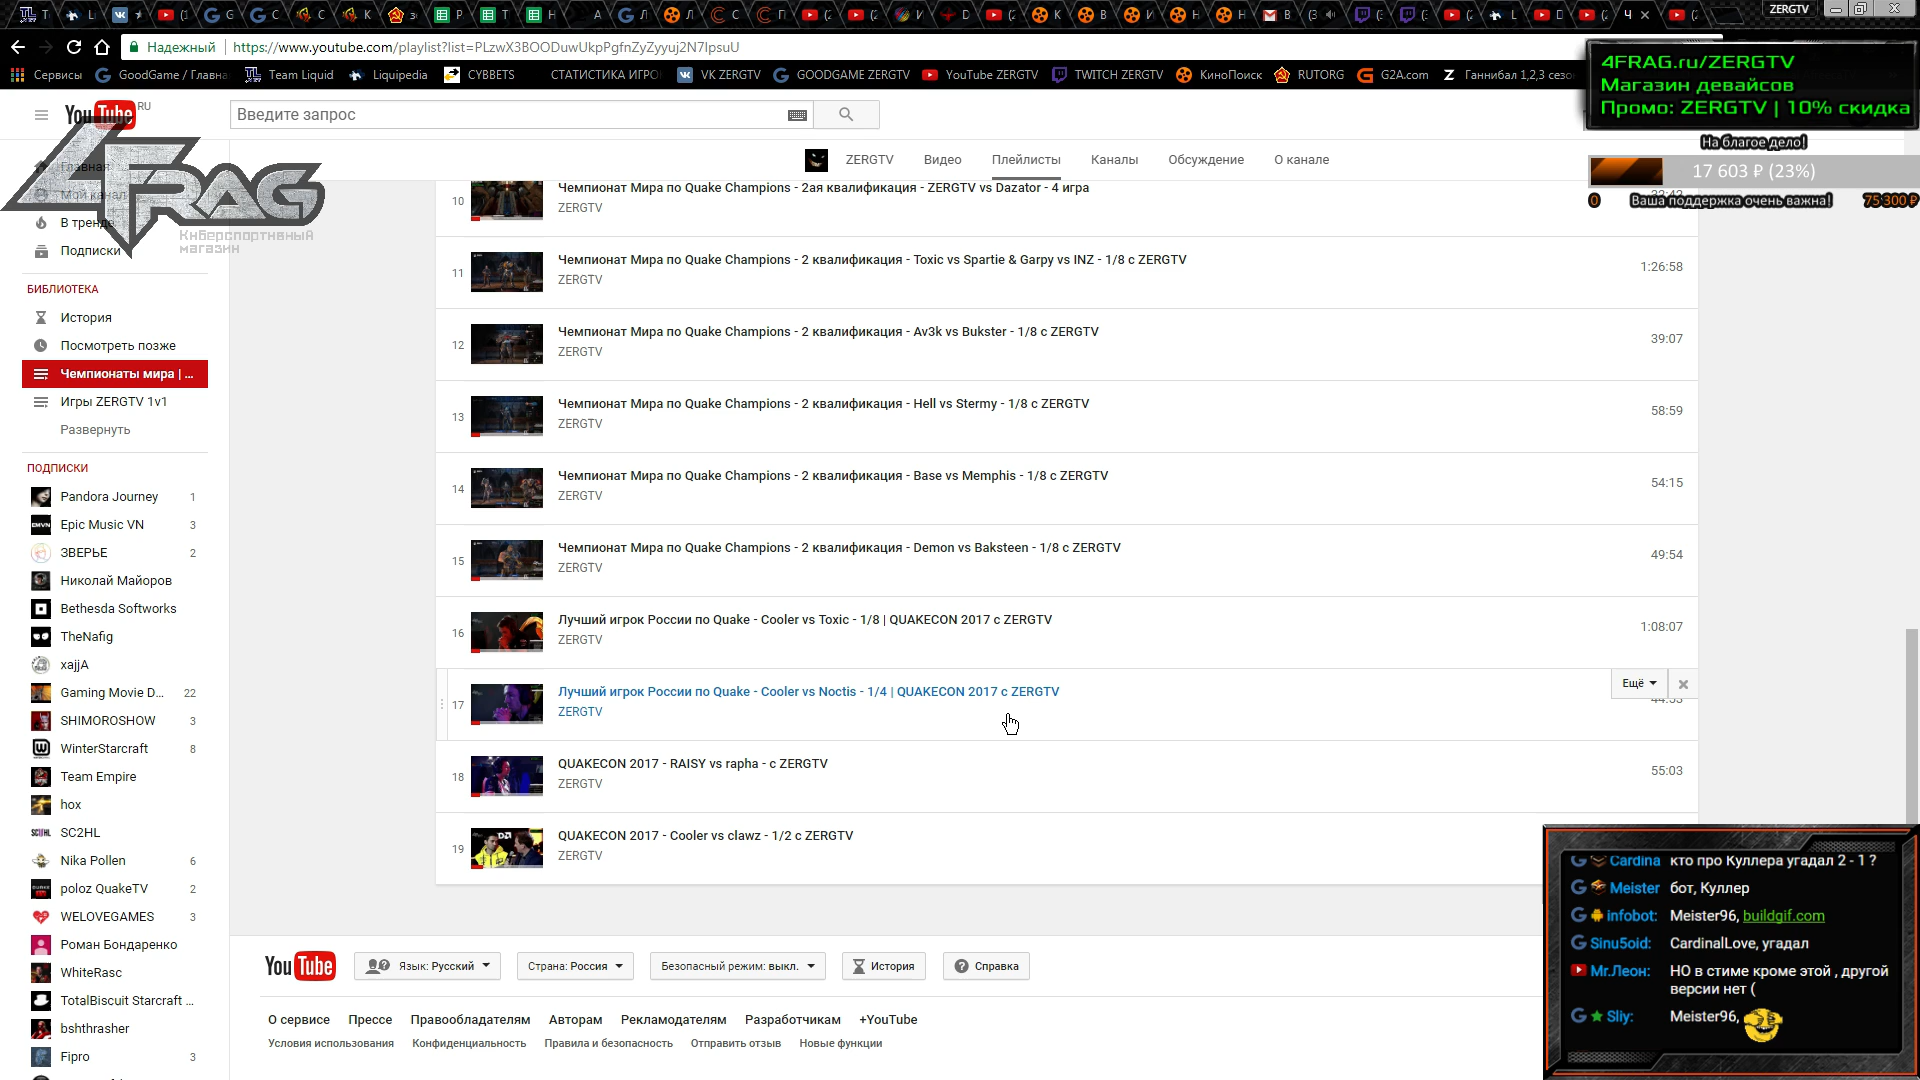 ZERGTV
Надежный
https://www.youtube.com/playlist?list=PLzwX3BOODuwUkpPgfnZyZyyuj2N7IpsuU
Сервисы
GoodGame / Главна
Team Liquid
Liquipedia
CYBBETS
СТАТИСТИКА ИГРО
VK ZERGTV
GOODGAME ZERGTV
YouTube ZERGTV
TWITCH ZERGTV
КиноПоиск
RUTORG
G2A.com
Ганнибал 1,2,3 сезо
4FRAG.ru/ZERGTV
Магазин девайсов
Промо: ZERGTV | 10% скидка
На благое дело!
17 603 ₽ (23%)
0
Ваша поддержка очень важна!
75 300 ₽
YouTube RU
Введите запрос
4FRAG
Киберспортивный
магазин
ZERGTV
Видео
Плейлисты
Каналы
Обсуждение
О канале
Главная
Мой канал
В тренде
Подписки
БИБЛИОТЕКА
История
Посмотреть позже
Чемпионаты мира | ...
Игры ZERGTV 1v1
Развернуть
ПОДПИСКИ
Pandora Journey 1
Epic Music VN 3
ЗВЕРЬЕ 2
Николай Майоров
Bethesda Softworks
TheNafig
xajjA
Gaming Movie D... 22
SHIMOROSHOW 3
WinterStarcraft 8
Team Empire
hox
SC2HL
Nika Pollen 6
poloz QuakeTV 2
WELOVEGAMES 3
Роман Бондаренко
WhiteRasc
TotalBiscuit Starcraft ...
bshthrasher
Fipro 3
10
Чемпионат Мира по Quake Champions - 2ая квалификация - ZERGTV vs Dazator - 4 игра
ZERGTV
32:42
11
Чемпионат Мира по Quake Champions - 2 квалификация - Toxic vs Spartie & Garpy vs INZ - 1/8 с ZERGTV
ZERGTV
1:26:58
12
Чемпионат Мира по Quake Champions - 2 квалификация - Av3k vs Bukster - 1/8 с ZERGTV
ZERGTV
39:07
13
Чемпионат Мира по Quake Champions - 2 квалификация - Hell vs Stermy - 1/8 с ZERGTV
ZERGTV
58:59
14
Чемпионат Мира по Quake Champions - 2 квалификация - Base vs Memphis - 1/8 с ZERGTV
ZERGTV
54:15
15
Чемпионат Мира по Quake Champions - 2 квалификация - Demon vs Baksteen - 1/8 с ZERGTV
ZERGTV
49:54
16
Лучший игрок России по Quake - Cooler vs Toxic - 1/8 | QUAKECON 2017 с ZERGTV
ZERGTV
1:08:07
17
Лучший игрок России по Quake - Cooler vs Noctis - 1/4 | QUAKECON 2017 с ZERGTV
ZERGTV
Ещё
18
QUAKECON 2017 - RAISY vs rapha - с ZERGTV
ZERGTV
55:03
19
QUAKECON 2017 - Cooler vs clawz - 1/2 с ZERGTV
ZERGTV
Cardina кто про Куллера угадал 2 - 1 ?
Meister бот, Куллер
infobot: Meister96, buildgif.com
Sinu5oid: CardinalLove, угадал
Mr.Леон: НО в стиме кроме этой , другой
версии нет (
Sliy: Meister96,
YouTube
Язык: Русский
Страна: Россия
Безопасный режим: выкл.
История
Справка
О сервисе
Прессе
Правообладателям
Авторам
Рекламодателям
Разработчикам
+YouTube
Условия использования
Конфиденциальность
Правила и безопасность
Отправить отзыв
Новые функции